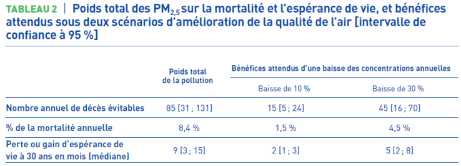 TABLEAU 2 | Poids total des PM2,5 sur la mortalité et l'espérance de vie, et bénéfices
attendus sous deux scénarios d'amélioration de la qualité de l'air [intervalle de
confiance à 95 %]
Poids total
de la pollution
Bénéfices attendus d'une baisse des concentrations annuelles
Baisse de 10 %
Baisse de 30 %
Nombre annuel de décès évitables 85 [31 ; 131] 15 [5 ; 24] 45 [16 ; 70]
% de la mortalité annuelle 8,4 % 1,5 % 4,5 %
Perte ou gain d'espérance de
vie à 30 ans en mois (médiane) 9 [3 ; 15] 2 [1 ; 3] 5 [2 ; 8]